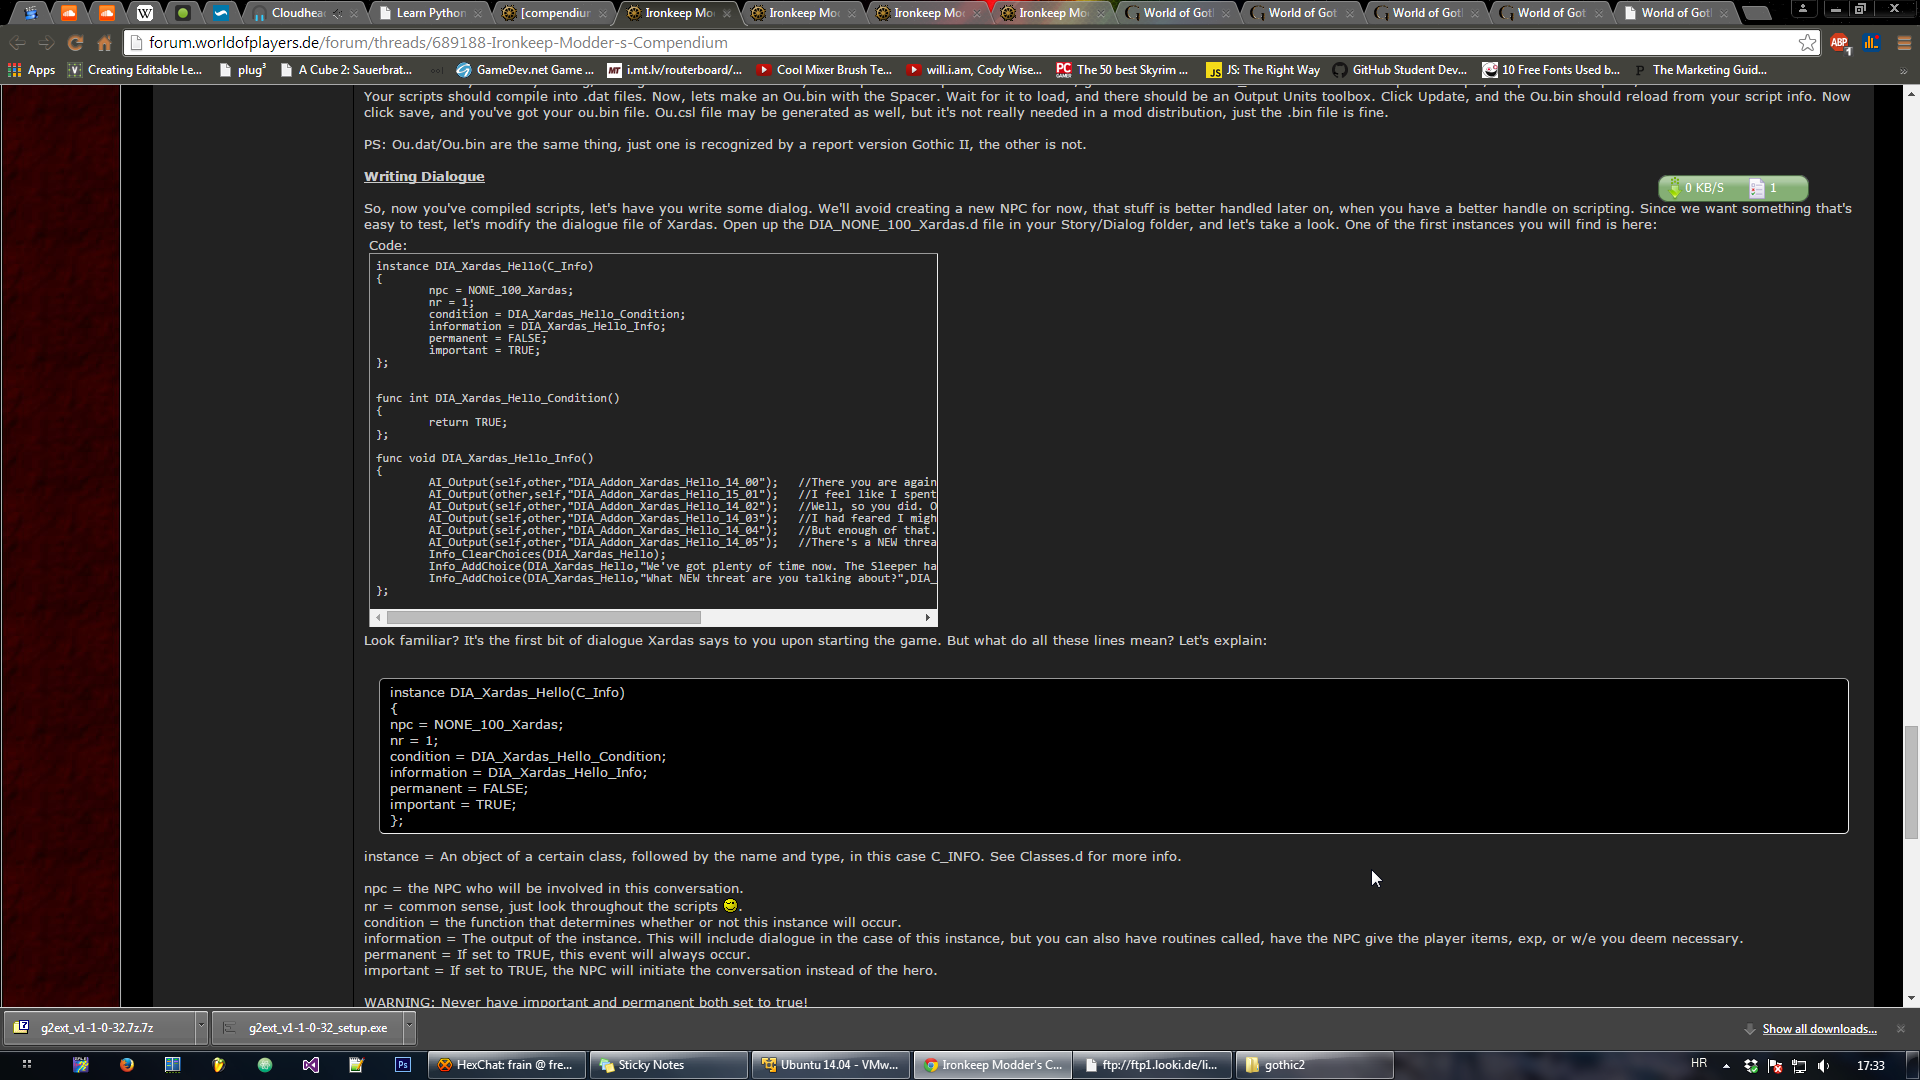 Cloudhea
Learn Python
[compendium
Ironkeep Mo
Ironkeep Mo
Ironkeep Mo
Ironkeep Mo
World of Got
World of Got
World of Got
World of Got
World of Got
forum.worldofplayers.de/forum/threads/689188-Ironkeep-Modder-s-Compendium
Apps
Creating Editable Le...
plug³
A Cube 2: Sauerbrat...
GameDev.net Game ...
i.mt.lv/routerboard/...
Cool Mixer Brush Te...
will.i.am, Cody Wise...
The 50 best Skyrim ...
JS: The Right Way
GitHub Student Dev...
10 Free Fonts Used b...
The Marketing Guid...
Your scripts should compile into .dat files. Now, lets make an Ou.bin with the Spacer. Wait for it to load, and there should be an Output Units toolbox. Click Update, and the Ou.bin should reload from your script info. Now
click save, and you've got your ou.bin file. Ou.csl file may be generated as well, but it's not really needed in a mod distribution, just the .bin file is fine.
PS: Ou.dat/Ou.bin are the same thing, just one is recognized by a report version Gothic II, the other is not.
Writing Dialogue
0 KB/S 1
So, now you've compiled scripts, let's have you write some dialog. We'll avoid creating a new NPC for now, that stuff is better handled later on, when you have a better handle on scripting. Since we want something that's
easy to test, let's modify the dialogue file of Xardas. Open up the DIA_NONE_100_Xardas.d file in your Story/Dialog folder, and let's take a look. One of the first instances you will find is here:
Code:
instance DIA_Xardas_Hello(C_Info)
{
npc = NONE_100_Xardas;
nr = 1;
condition = DIA_Xardas_Hello_Condition;
information = DIA_Xardas_Hello_Info;
permanent = FALSE;
important = TRUE;
};
func int DIA_Xardas_Hello_Condition()
{
return TRUE;
};
func void DIA_Xardas_Hello_Info()
{
AI_Output(self,other,"DIA_Addon_Xardas_Hello_14_00"); //There you are again
AI_Output(other,self,"DIA_Addon_Xardas_Hello_15_01"); //I feel like I spent
AI_Output(self,other,"DIA_Addon_Xardas_Hello_14_02"); //Well, so you did. O
AI_Output(self,other,"DIA_Addon_Xardas_Hello_14_03"); //I had feared I migh
AI_Output(self,other,"DIA_Addon_Xardas_Hello_14_04"); //But enough of that.
AI_Output(self,other,"DIA_Addon_Xardas_Hello_14_05"); //There's a NEW threa
Info_ClearChoices(DIA_Xardas_Hello);
Info_AddChoice(DIA_Xardas_Hello,"We've got plenty of time now. The Sleeper ha
Info_AddChoice(DIA_Xardas_Hello,"What NEW threat are you talking about?",DIA_
};
Look familiar? It's the first bit of dialogue Xardas says to you upon starting the game. But what do all these lines mean? Let's explain:
instance DIA_Xardas_Hello(C_Info)
{
npc = NONE_100_Xardas;
nr = 1;
condition = DIA_Xardas_Hello_Condition;
information = DIA_Xardas_Hello_Info;
permanent = FALSE;
important = TRUE;
};
instance = An object of a certain class, followed by the name and type, in this case C_INFO. See Classes.d for more info.
npc = the NPC who will be involved in this conversation.
nr = common sense, just look throughout the scripts .
condition = the function that determines whether or not this instance will occur.
information = The output of the instance. This will include dialogue in the case of this instance, but you can also have routines called, have the NPC give the player items, exp, or w/e you deem necessary.
permanent = If set to TRUE, this event will always occur.
important = If set to TRUE, the NPC will initiate the conversation instead of the hero.
WARNING: Never have important and permanent both set to true!
g2ext_v1-1-0-32.7z.7z
g2ext_v1-1-0-32_setup.exe
Show all downloads...
HexChat: frain @ fre...
Sticky Notes
Ubuntu 14.04 - VMw...
Ironkeep Modder's C...
ftp://ftp1.looki.de/li...
gothic2
HR
17:33